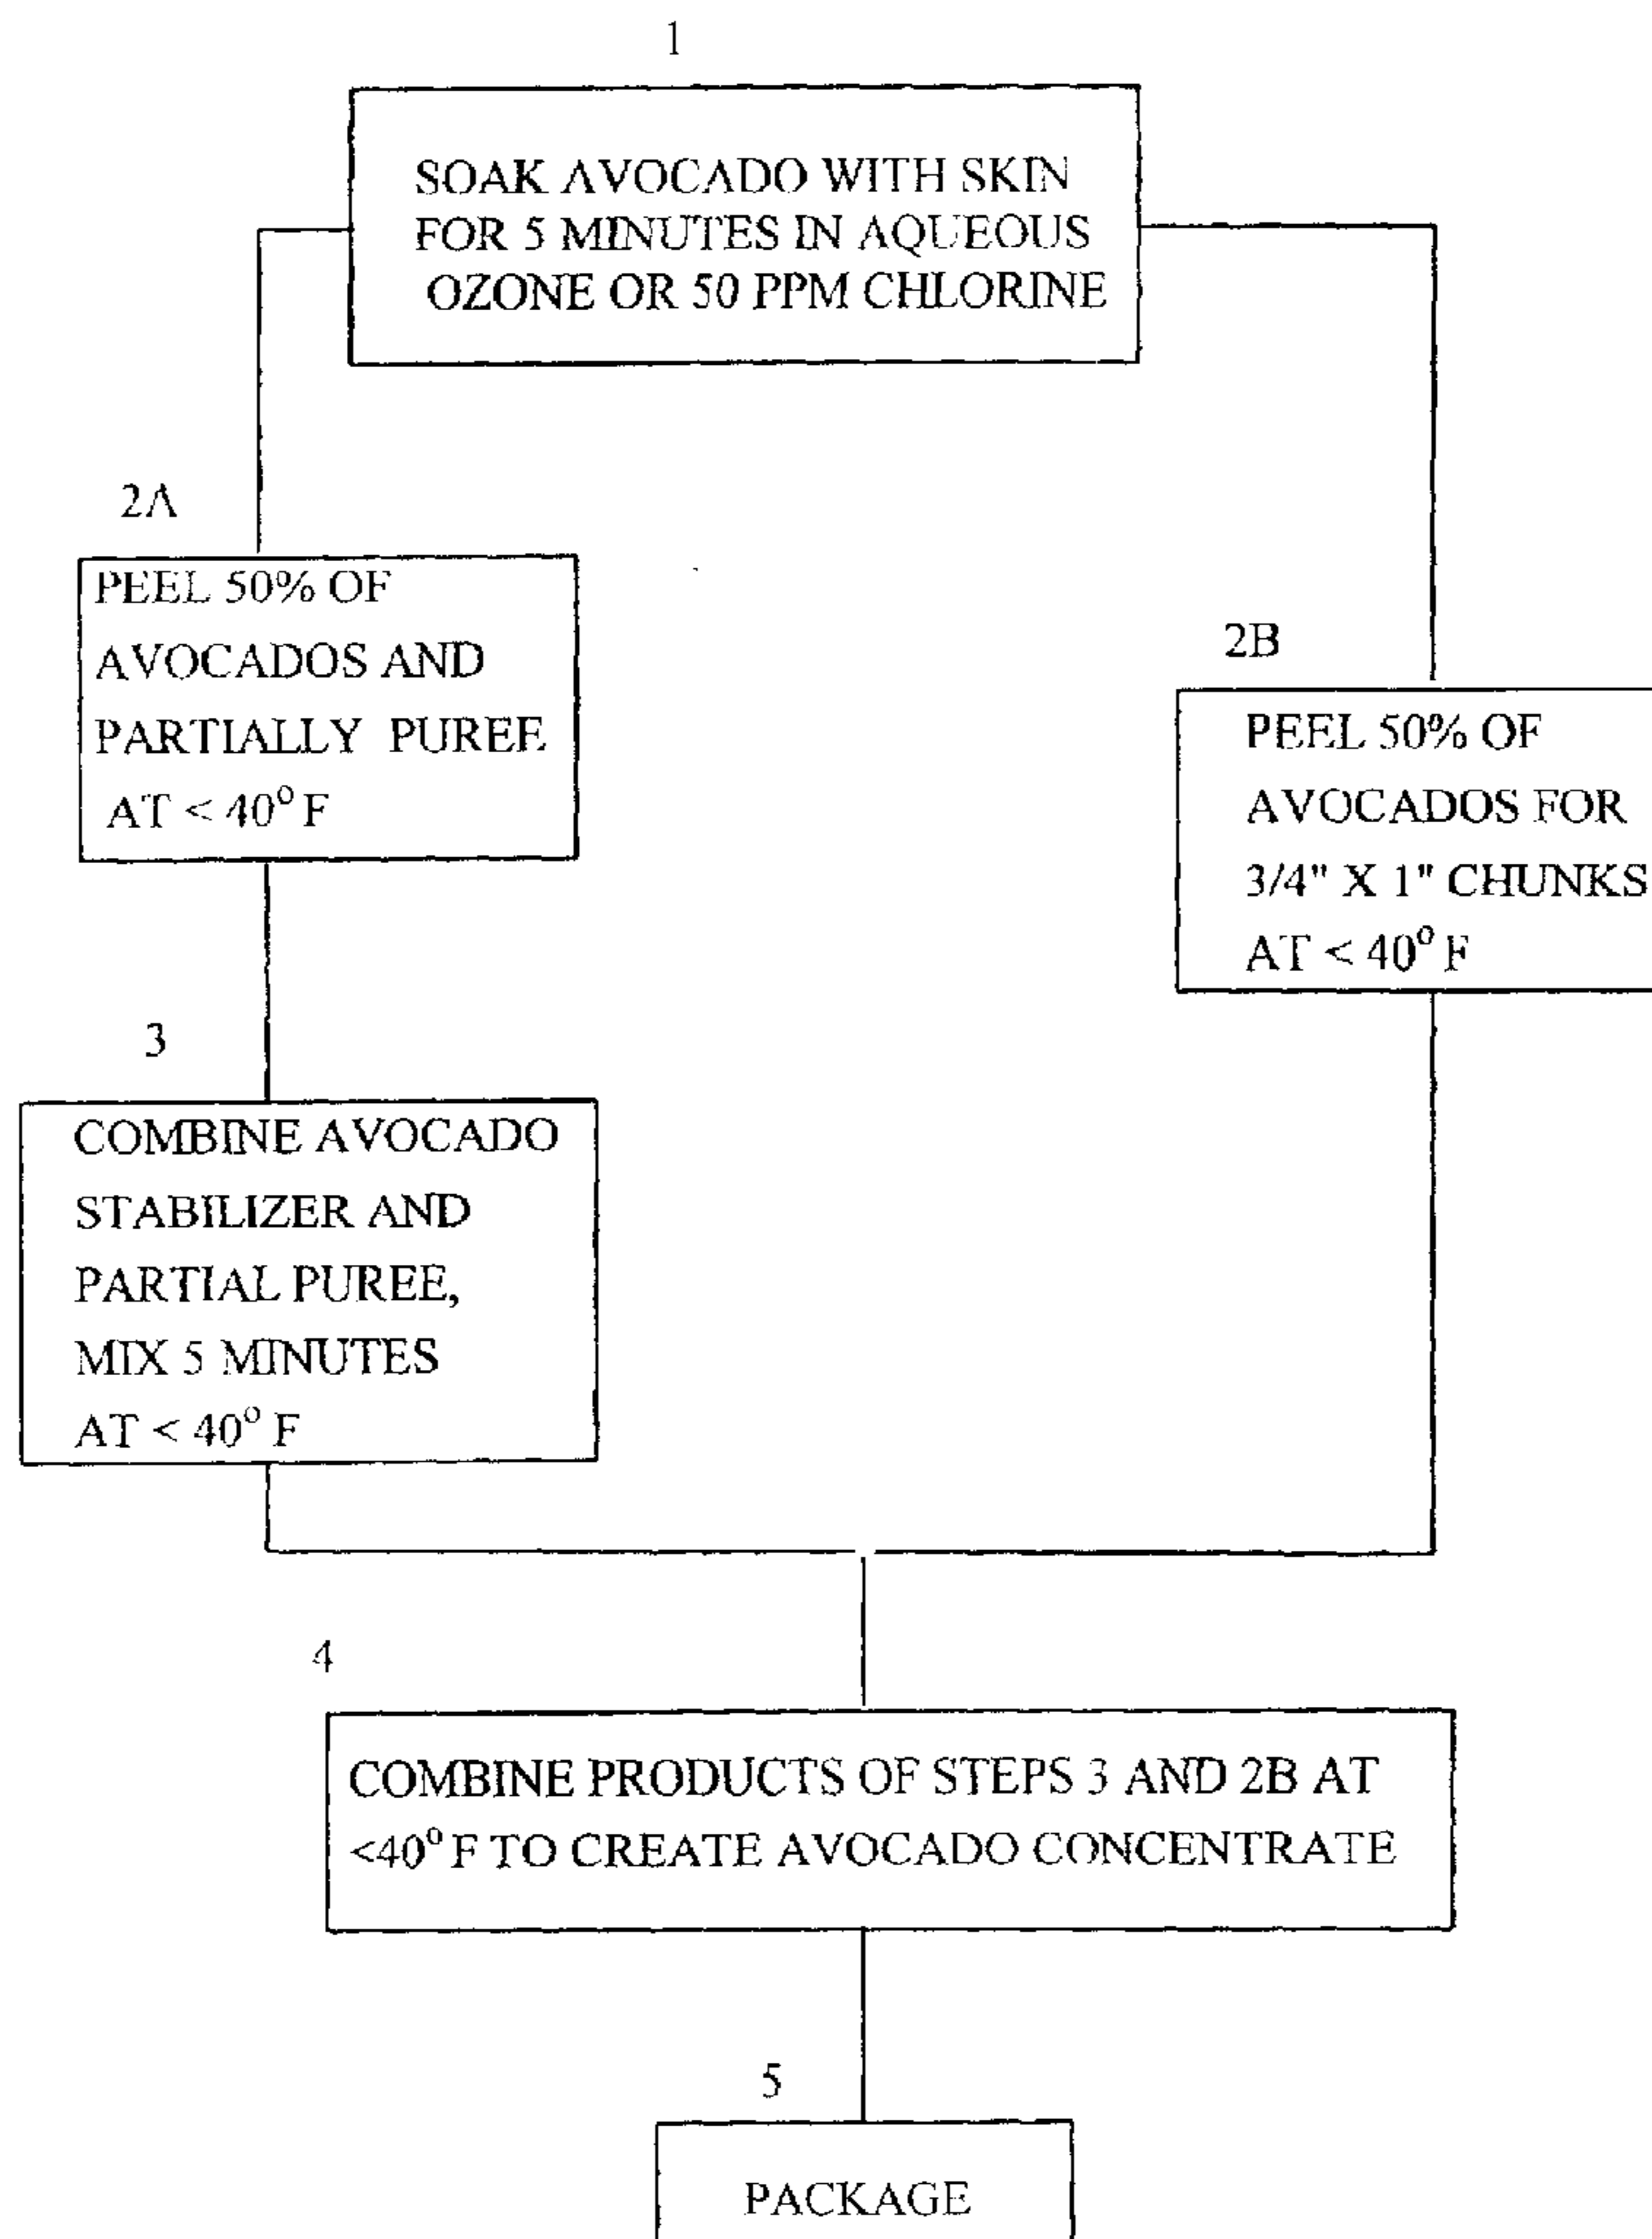 1
SOAK AVOCADO WITH SKIN
FOR 5 MINUTES IN AQUEOUS
OZONE OR 50 PPM CHLORINE
2A
PEEL 50% OF
AVOCADOS AND
PARTIALLY PUREE
AT < 40° F
2B
PEEL 50% OF
AVOCADOS FOR
3/4" X 1" CHUNKS
AT < 40° F
3
COMBINE AVOCADO
STABILIZER AND
PARTIAL PUREE,
MIX 5 MINUTES
AT < 40° F
4
COMBINE PRODUCTS OF STEPS 3 AND 2B AT
<40° F TO CREATE AVOCADO CONCENTRATE
5
PACKAGE